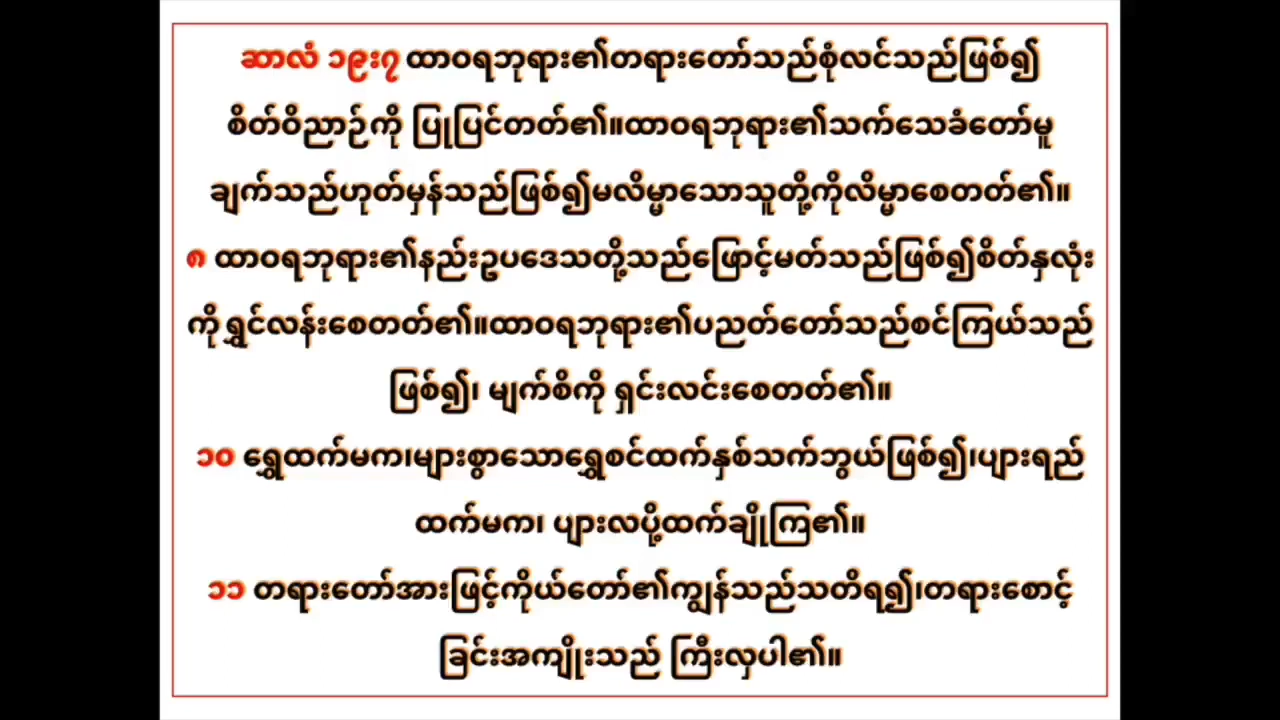 ဆာလံ ၁၉း၇ ထာဝရဘုရား၏တရားတော်သည်စုံလင်သည်ဖြစ်၍
စိတ်ဝိညာဉ်ကို ပြုပြင်တတ်၏။ထာဝရဘုရား၏သက်သေခံတော်မူ
ချက်သည်ဟုတ်မှန်သည်ဖြစ်၍မလိမ္မာသောသူတို့ကိုလိမ္မာစေတတ်၏။
၈ ထာဝရဘုရား၏နည်းဥပဒေသတို့သည်ဖြောင့်မတ်သည်ဖြစ်၍စိတ်နှလုံး
ကို ရွှင်လန်းစေတတ်၏။ထာဝရဘုရား၏ပညတ်တော်သည်စင်ကြယ်သည်
ဖြစ်၍၊ မျက်စိကို ရှင်းလင်းစေတတ်၏။
၁၀ ရွှေထက်မက၊များစွာသောရွှေစင်ထက်နှစ်သက်ဘွယ်ဖြစ်၍၊ပျားရည်
ထက်မက၊ ပျားလပို့ထက်ချိုကြ၏။
၁၁ တရားတော်အားဖြင့်ကိုယ်တော်၏ကျွန်သည်သတိရ၍၊တရားစောင့်
ခြင်းအကျိုးသည် ကြီးလှပါ၏။